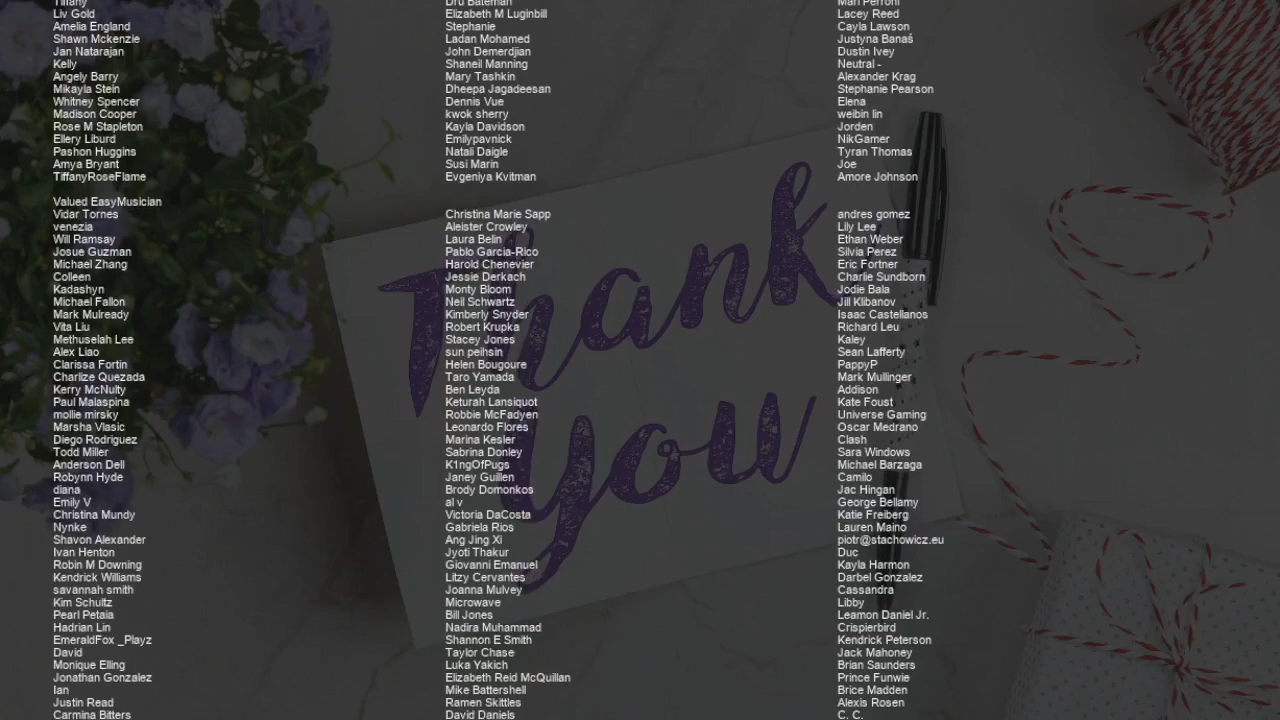 Tiffany
Liv Gold
Amelia England
Shawn Mckenzie
Jan Natarajan
Kelly
Angely Barry
Mikayla Stein
Whitney Spencer
Madison Cooper
Rose M Stapleton
Ellery Liburd
Pashon Huggins
Amya Bryant
TiffanyRoseFlame
Dru Bateman
Elizabeth M Luginbill
Stephanie
Ladan Mohamed
John Demerdjian
Shaneil Manning
Mary Tashkin
Dheepa Jagadeesan
Dennis Vue
kwok sherry
Kayla Davidson
Emilypavnick
Natali Daigle
Susi Marin
Evgeniya Kvitman
Mari Perroni
Lacey Reed
Cayla Lawson
Justyna Banaś
Dustin Ivey
Neutral -
Alexander Krag
Stephanie Pearson
Elena
weibin lin
Jorden
NikGamer
Tyran Thomas
Joe
Amore Johnson
Valued EasyMusician
Vidar Tornes
venezia
Will Ramsay
Josue Guzman
Michael Zhang
Colleen
Kadashyn
Michael Fallon
Mark Mulready
Vita Liu
Methuselah Lee
Alex Liao
Clarissa Fortin
Charlize Quezada
Kerry McNulty
Paul Malaspina
mollie mirsky
Marsha Vlasic
Diego Rodriguez
Todd Miller
Anderson Dell
Robynn Hyde
diana
Emily V
Christina Mundy
Nynke
Shavon Alexander
Ivan Henton
Robin M Downing
Kendrick Williams
savannah smith
Kim Schultz
Pearl Petaia
Hadrian Lin
EmeraldFox _Playz
David
Monique Elling
Jonathan Gonzalez
Ian
Justin Read
Carmina Bitters
Christina Marie Sapp
Aleister Crowley
Laura Belin
Pablo Garcia-Rico
Harold Chenevier
Jessie Derkach
Monty Bloom
Neil Schwartz
Kimberly Snyder
Robert Krupka
Stacey Jones
sun peihsin
Helen Bougoure
Taro Yamada
Ben Leyda
Keturah Lansiquot
Robbie McFadyen
Leonardo Flores
Marina Kesler
Sabrina Donley
K1ngOfPugs
Janey Guillen
Brody Domonkos
al v
Victoria DaCosta
Gabriela Rios
Ang Jing Xi
Jyoti Thakur
Giovanni Emanuel
Litzy Cervantes
Joanna Mulvey
Microwave
Bill Jones
Nadira Muhammad
Shannon E Smith
Taylor Chase
Luka Yakich
Elizabeth Reid McQuillan
Mike Battershell
Ramen Skittles
David Daniels
andres gomez
Lily Lee
Ethan Weber
Silvia Perez
Eric Fortner
Charlie Sundborn
Jodie Bala
Jill Klibanov
Isaac Castellanos
Richard Leu
Kaley
Sean Lafferty
PappyP
Mark Mullinger
Addison
Kate Foust
Universe Gaming
Oscar Medrano
Clash
Sara Windows
Michael Barzaga
Camilo
Jac Hingan
George Bellamy
Katie Freiberg
Lauren Maino
piotr@stachowicz.eu
Duc
Kayla Harmon
Darbel Gonzalez
Cassandra
Libby
Leamon Daniel Jr.
Crispierbird
Kendrick Peterson
Jack Mahoney
Brian Saunders
Prince Funwie
Brice Madden
Alexis Rosen
C. C.
Thank
you